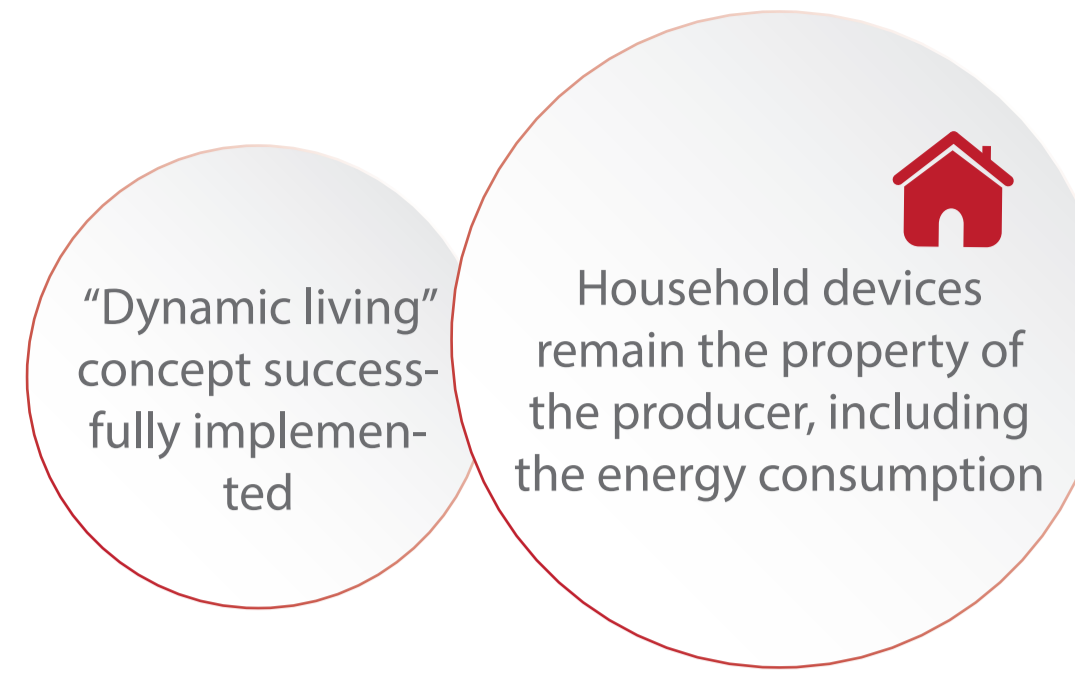 “Dynamic living”
concept success-
fully implemen-
ted
Household devices
remain the property of
the producer, including
the energy consumption